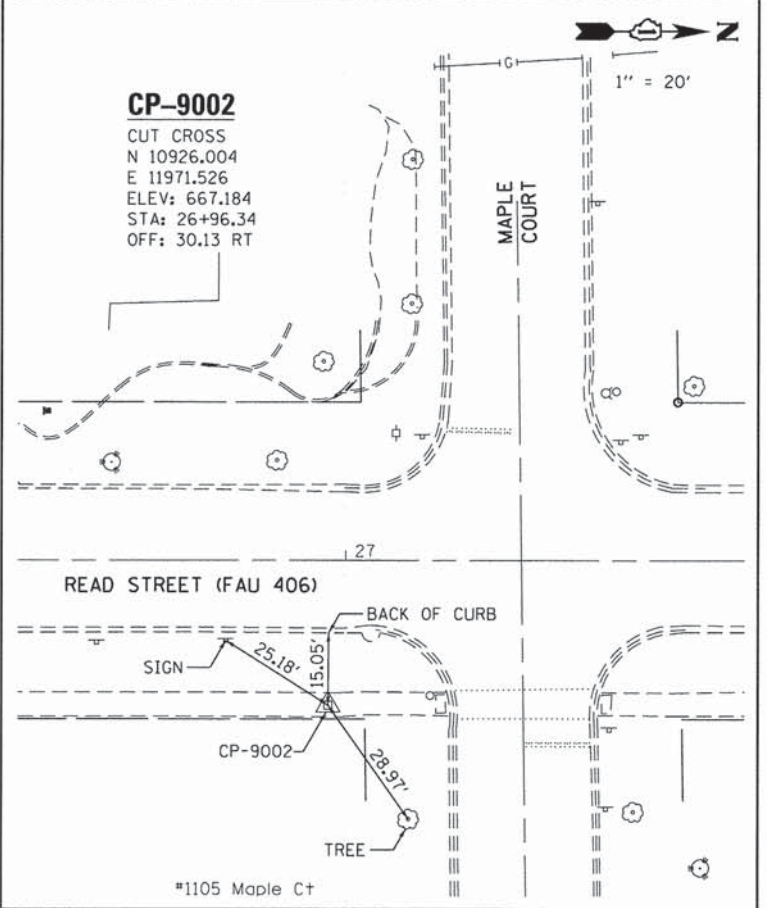 N
1" = 20'
CP-9002
CUT CROSS
N 10926.004
E 11971.526
ELEV: 667.184
STA: 26+96.34
OFF: 30.13 RT
G
MAPLE
COURT
27
READ STREET (FAU 406)
BACK OF CURB
SIGN
25.18'
15.05'
CP-9002
28.97'
TREE
#1105 Maple Ct